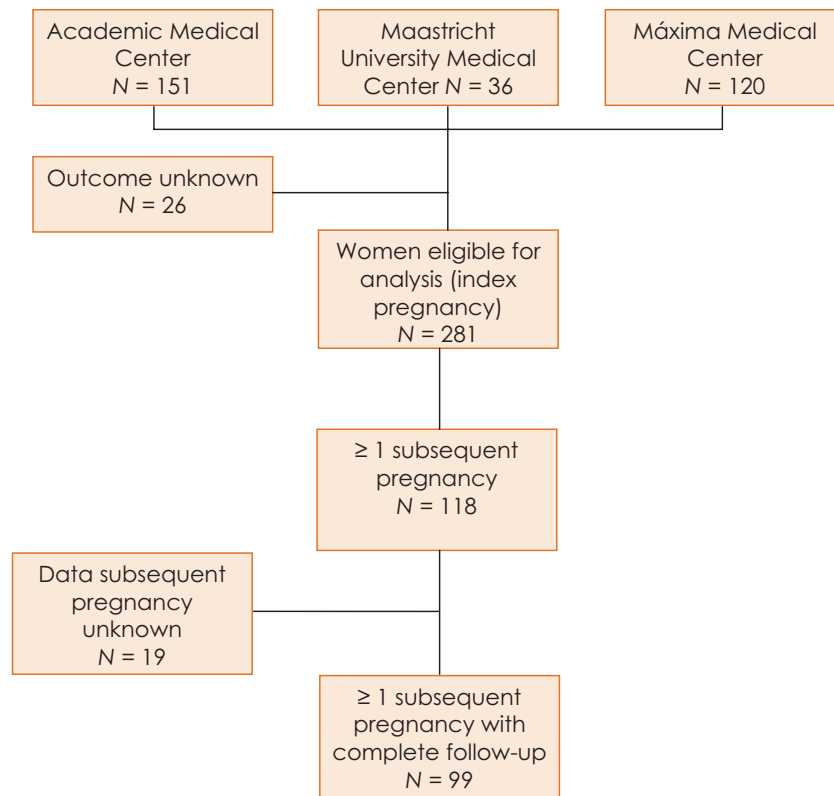 Academic Medical
Center
N = 151
Maastricht
University Medical
Center N = 36
Máxima Medical
Center
N = 120
Outcome unknown
N = 26
Women eligible for
analysis (index
pregnancy)
N = 281
≥ 1 subsequent
pregnancy
N = 118
Data subsequent
pregnancy
unknown
N = 19
≥ 1 subsequent
pregnancy with
complete follow-up
N = 99